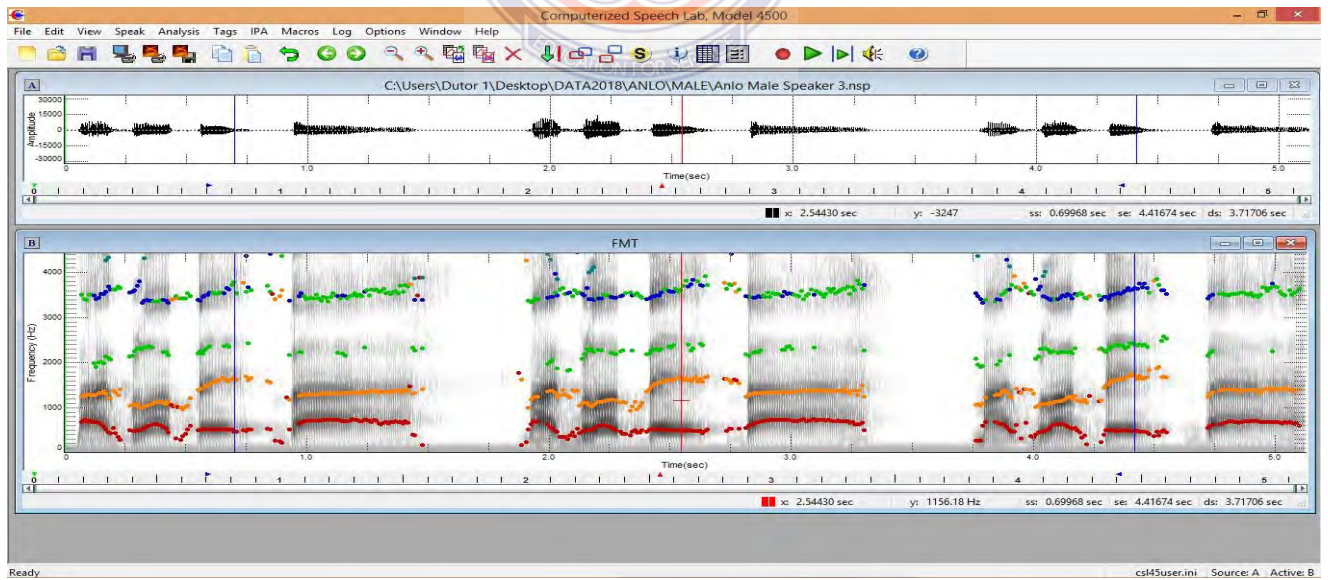 Computerized Speech Lab, Model 4500
File Edit View Speak Analysis Tags IPA Macros Log Options Window Help
EDUCATION FOR SERVICE
A C:\Users\Dutor 1\Desktop\DATA2018\ANLO\MALE\Anlo Male Speaker 3.nsp
Amplitude
30000
15000
0
-15000
-30000
0 1.0 2.0 3.0 4.0 5.0
Time(sec)
0 1 2 3 4 5
x: 2.54430 sec y: -3247 ss: 0.69968 sec se: 4.41674 sec ds: 3.71706 sec
B FMT
Frequency (Hz)
4000
3000
2000
1000
0
0 1.0 2.0 3.0 4.0 5.0
Time(sec)
0 1 2 3 4 5
x: 2.54430 sec y: 1156.18 Hz ss: 0.69968 sec se: 4.41674 sec ds: 3.71706 sec
Ready csl45user.ini Source: A Active: B